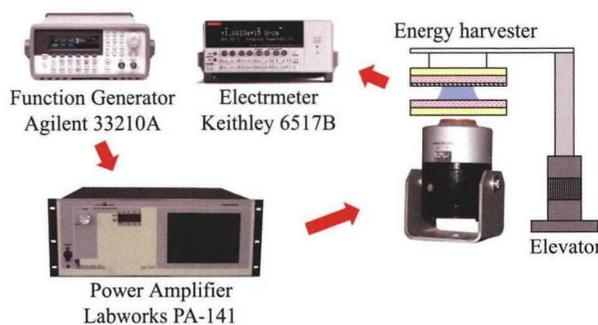 Energy harvester
Function Generator
Agilent 33210A
Electrmeter
Keithley 6517B
Elevator
Power Amplifier
Labworks PA-141